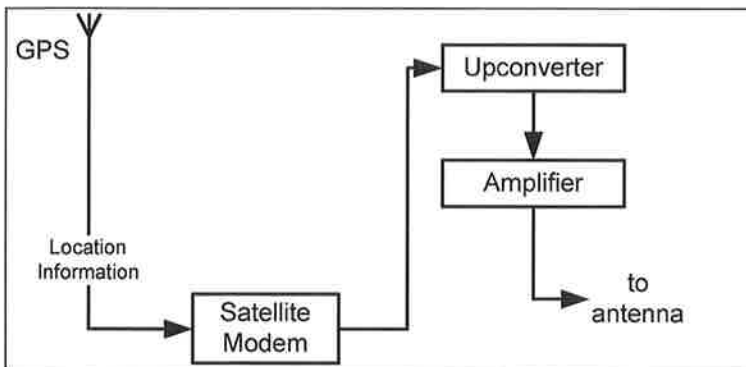 GPS
Upconverter
Amplifier
Location
Information
Satellite
Modem
to
antenna